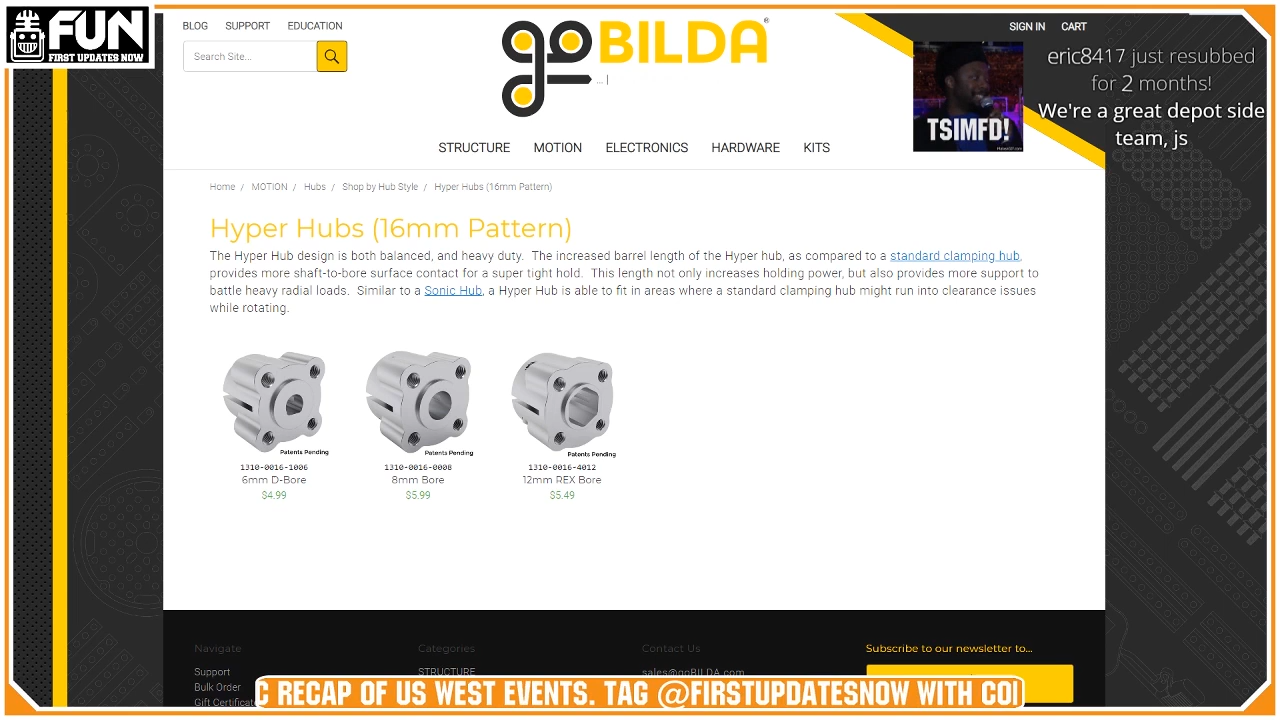 FUN
FIRST UPDATES NOW
BLOG SUPPORT EDUCATION
Search Site...
goBILDA®
... |
SIGN IN CART
TSIMFD!
eric8417 just resubbed
for 2 months!
We're a great depot side
team, js
STRUCTURE MOTION ELECTRONICS HARDWARE KITS
Home / MOTION / Hubs / Shop by Hub Style / Hyper Hubs (16mm Pattern)
Hyper Hubs (16mm Pattern)
The Hyper Hub design is both balanced, and heavy duty. The increased barrel length of the Hyper hub, as compared to a standard clamping hub,
provides more shaft-to-bore surface contact for a super tight hold. This length not only increases holding power, but also provides more support to
battle heavy radial loads. Similar to a Sonic Hub, a Hyper Hub is able to fit in areas where a standard clamping hub might run into clearance issues
while rotating.
Patents Pending
Patents Pending
Patents Pending
1310-0016-1006
6mm D-Bore
$4.99
1310-0016-0008
8mm Bore
$5.99
1310-0016-4012
12mm REX Bore
$5.49
Navigate
Support
Bulk Order
Gift Certificat
Categories
STRUCTURE
Contact Us
sales@goBILDA.com
Subscribe to our newsletter to...
C RECAP OF US WEST EVENTS. TAG @FIRSTUPDATESNOW WITH COI